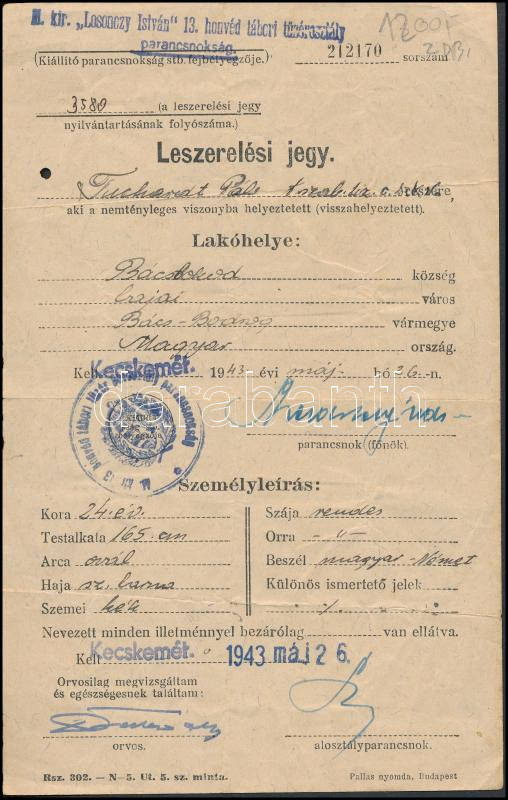 M. kir. „Losonczy István" 13. honvéd tábori tüzérosztály
parancsnokság.
(Kiállító parancsnokság stb. fejbélyegzője.)
212170 sorszám
1200F
3580 (a leszerelési jegy
nyilvántartásának folyószáma.)
Leszerelési jegy.
Tuchardt Pál részére,
aki a nemtényleges viszonyba helyeztetett (visszahelyeztetett).
Lakóhelye:
község
bajai város
Bács-Bodrog vármegye
Magyar ország.
Kelt Kecskemét. 1943 évi máj. hó 26-n.
parancsnok (főnök).
darabanth
Személyleírás:
Kora 24 év.
Szája rendes
Testalkata 165 cm
Orra -"-
Arca ovál
Beszél magyar-Német
Haja sz. barna
Különös ismertető jelek
Szemei kék
Nevezett minden illetménnyel bezárólag van ellátva.
Kelt Kecskemét. 1943 máj 26.
Orvosilag megvizsgáltam
és egészségesnek találtam:
orvos.
alosztályparancsnok.
Rsz. 302. — N—5. Ut. 5. sz. minta.
Pallas nyomda, Budapest